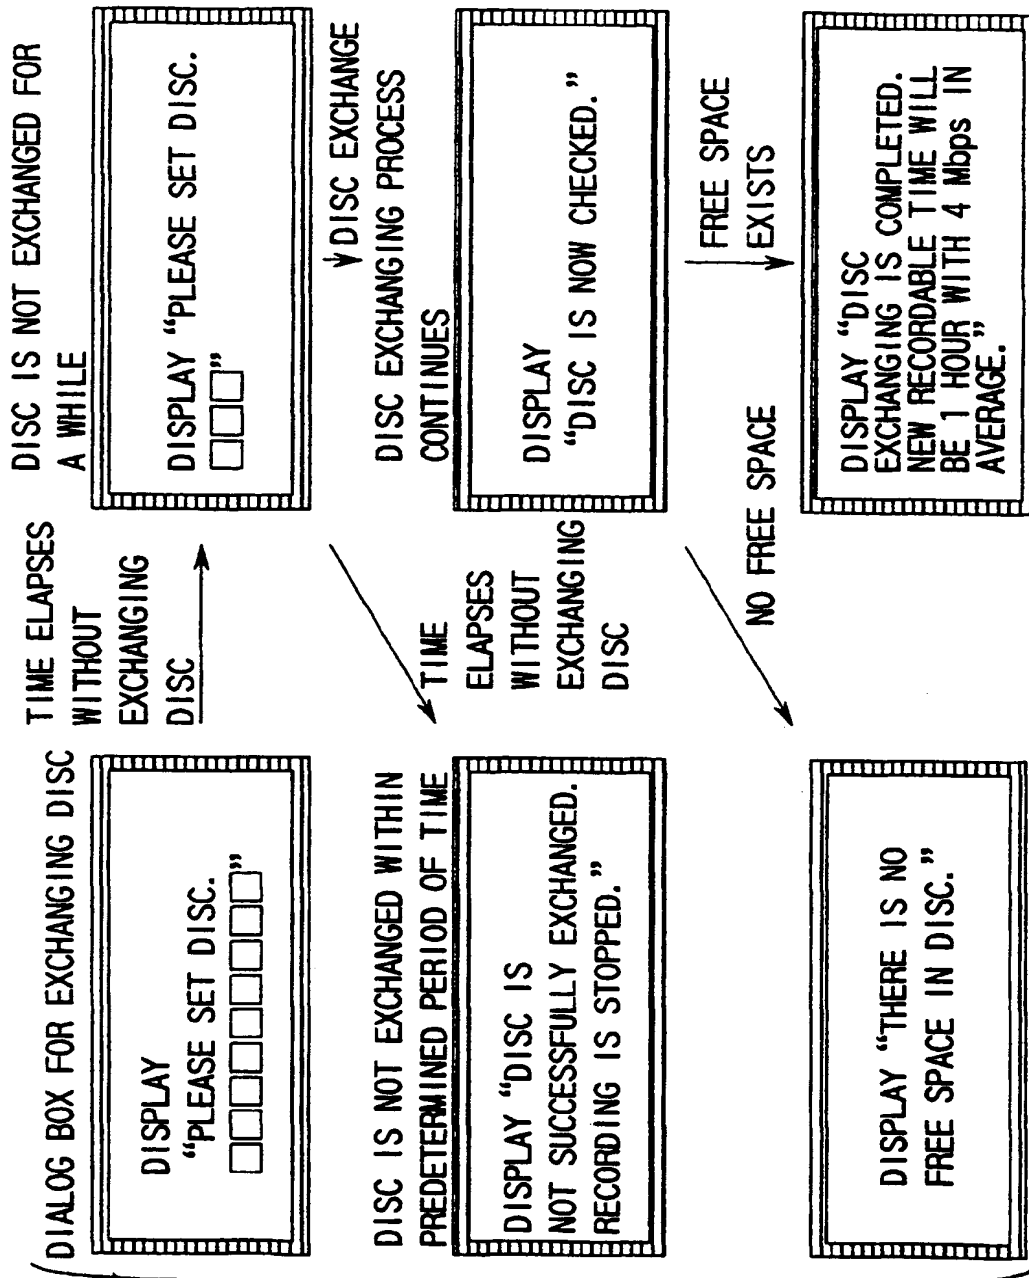 DIALOG BOX FOR EXCHANGING DISC
DISPLAY
“PLEASE SET DISC.
”
TIME ELAPSES
WITHOUT
EXCHANGING
DISC
DISC IS NOT EXCHANGED FOR
A WHILE
DISPLAY “PLEASE SET DISC.
”
DISC EXCHANGE
DISC IS NOT EXCHANGED WITHIN
PREDETERMINED PERIOD OF TIME
DISPLAY “DISC IS
NOT SUCCESSFULLY EXCHANGED.
RECORDING IS STOPPED.”
TIME
ELAPSES
WITHOUT
EXCHANGING
DISC
DISC EXCHANGING PROCESS
CONTINUES
DISPLAY
“DISC IS NOW CHECKED.”
NO FREE SPACE
FREE SPACE
EXISTS
DISPLAY “THERE IS NO
FREE SPACE IN DISC.”
DISPLAY “DISC
EXCHANGING IS COMPLETED.
NEW RECORDABLE TIME WILL
BE 1 HOUR WITH 4 Mbps IN
AVERAGE.”